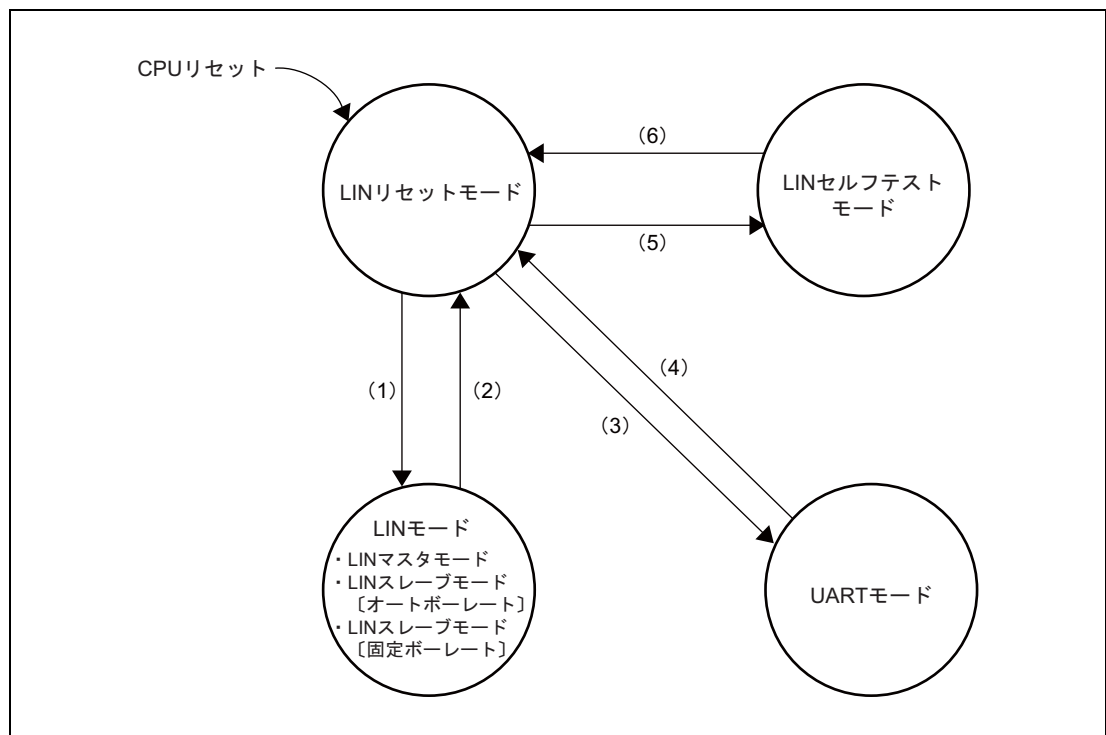 CPUリセット
LINリセットモード
(6)
(5)
LINセルフテスト
モード
(1)
(2)
(4)
(3)
LINモード
・LINマスタモード
・LINスレーブモード
〔オートボーレート〕
・LINスレーブモード
〔固定ボーレート〕
UARTモード